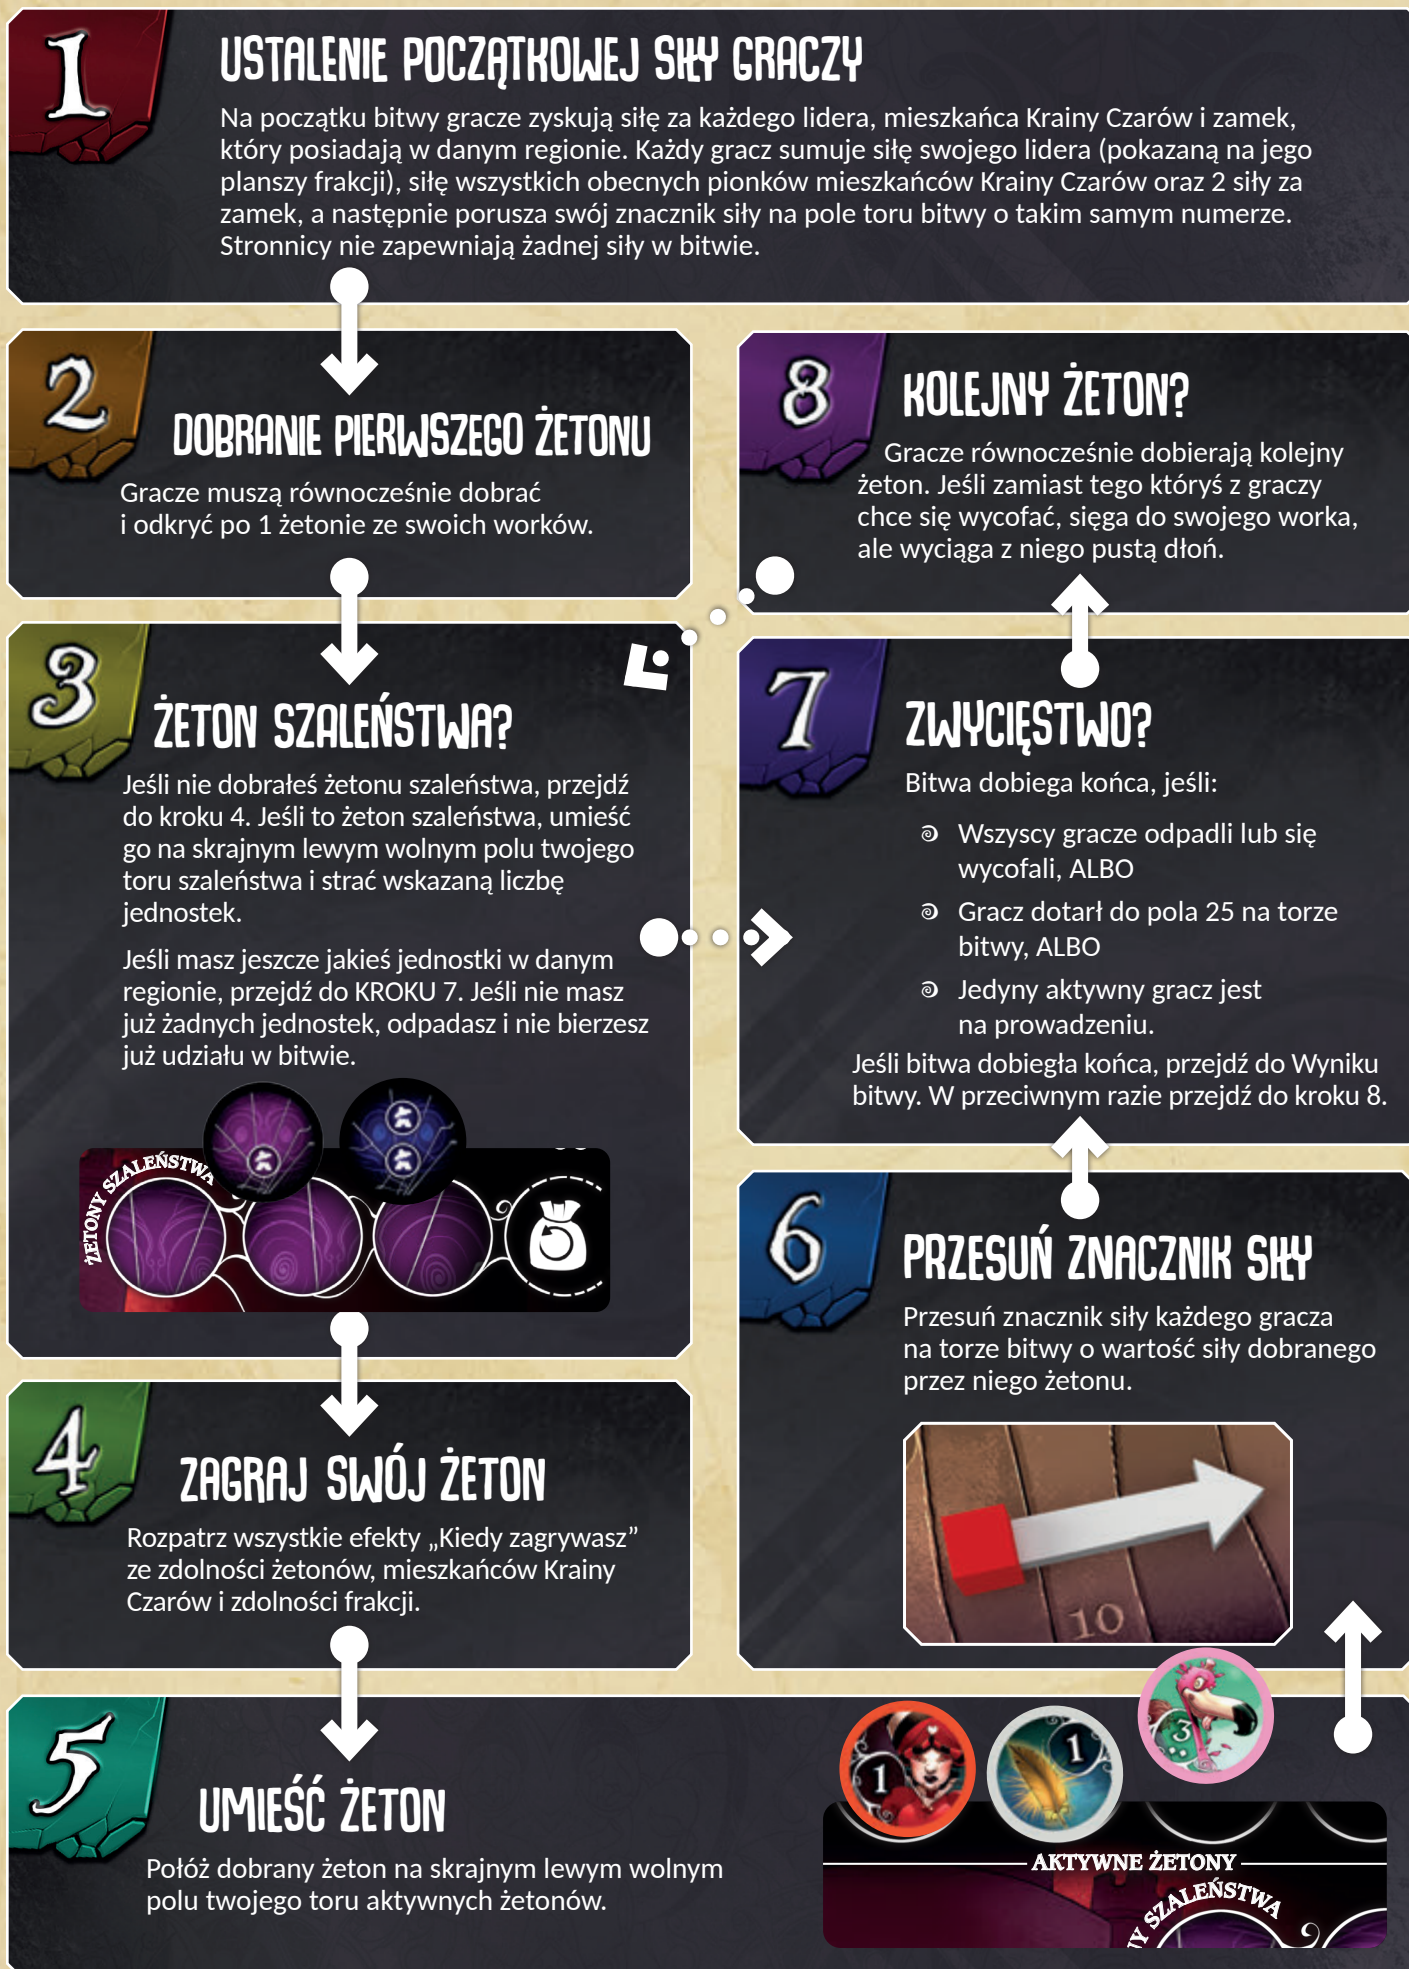 1
USTALENIE POCZĄTKOWEJ SIŁY GRACZY
Na początku bitwy gracze zyskują siłę za każdego lidera, mieszkańca Krainy Czarów i zamek,
który posiadają w danym regionie. Każdy gracz sumuje siłę swojego lidera (pokazaną na jego
planszy frakcji), siłę wszystkich obecnych pionków mieszkańców Krainy Czarów oraz 2 siły za
zamek, a następnie porusza swój znacznik siły na pole toru bitwy o takim samym numerze.
Stronnicy nie zapewniają żadnej siły w bitwie.
2
DOBRANIE PIERWSZEGO ŻETONU
Gracze muszą równocześnie dobrać
i odkryć po 1 żetonie ze swoich worków.
3
ŻETON SZALEŃSTWA?
Jeśli nie dobrałeś żetonu szaleństwa, przejdź
do kroku 4. Jeśli to żeton szaleństwa, umieść
go na skrajnym lewym wolnym polu twojego
toru szaleństwa i strać wskazaną liczbę
jednostek.
Jeśli masz jeszcze jakieś jednostki w danym
regionie, przejdź do KROKU 7. Jeśli nie masz
już żadnych jednostek, odpadasz i nie bierzesz
już udziału w bitwie.
ŻETONY SZALEŃSTWA
4
ZAGRAJ SWÓJ ŻETON
Rozpatrz wszystkie efekty „Kiedy zagrywasz”
ze zdolności żetonów, mieszkańców Krainy
Czarów i zdolności frakcji.
5
UMIEŚĆ ŻETON
Połóż dobrany żeton na skrajnym lewym wolnym
polu twojego toru aktywnych żetonów.
1
1
3
AKTYWNE ŻETONY
NY SZALEŃSTWA
6
PRZESUŃ ZNACZNIK SIŁY
Przesuń znacznik siły każdego gracza
na torze bitwy o wartość siły dobranego
przez niego żetonu.
10
7
ZWYCIĘSTWO?
Bitwa dobiega końca, jeśli:
Wszyscy gracze odpadli lub się
wycofali, ALBO
Gracz dotarł do pola 25 na torze
bitwy, ALBO
Jedyny aktywny gracz jest
na prowadzeniu.
Jeśli bitwa dobiegła końca, przejdź do Wyniku
bitwy. W przeciwnym razie przejdź do kroku 8.
8
KOLEJNY ŻETON?
Gracze równocześnie dobierają kolejny
żeton. Jeśli zamiast tego któryś z graczy
chce się wycofać, sięga do swojego worka,
ale wyciąga z niego pustą dłoń.